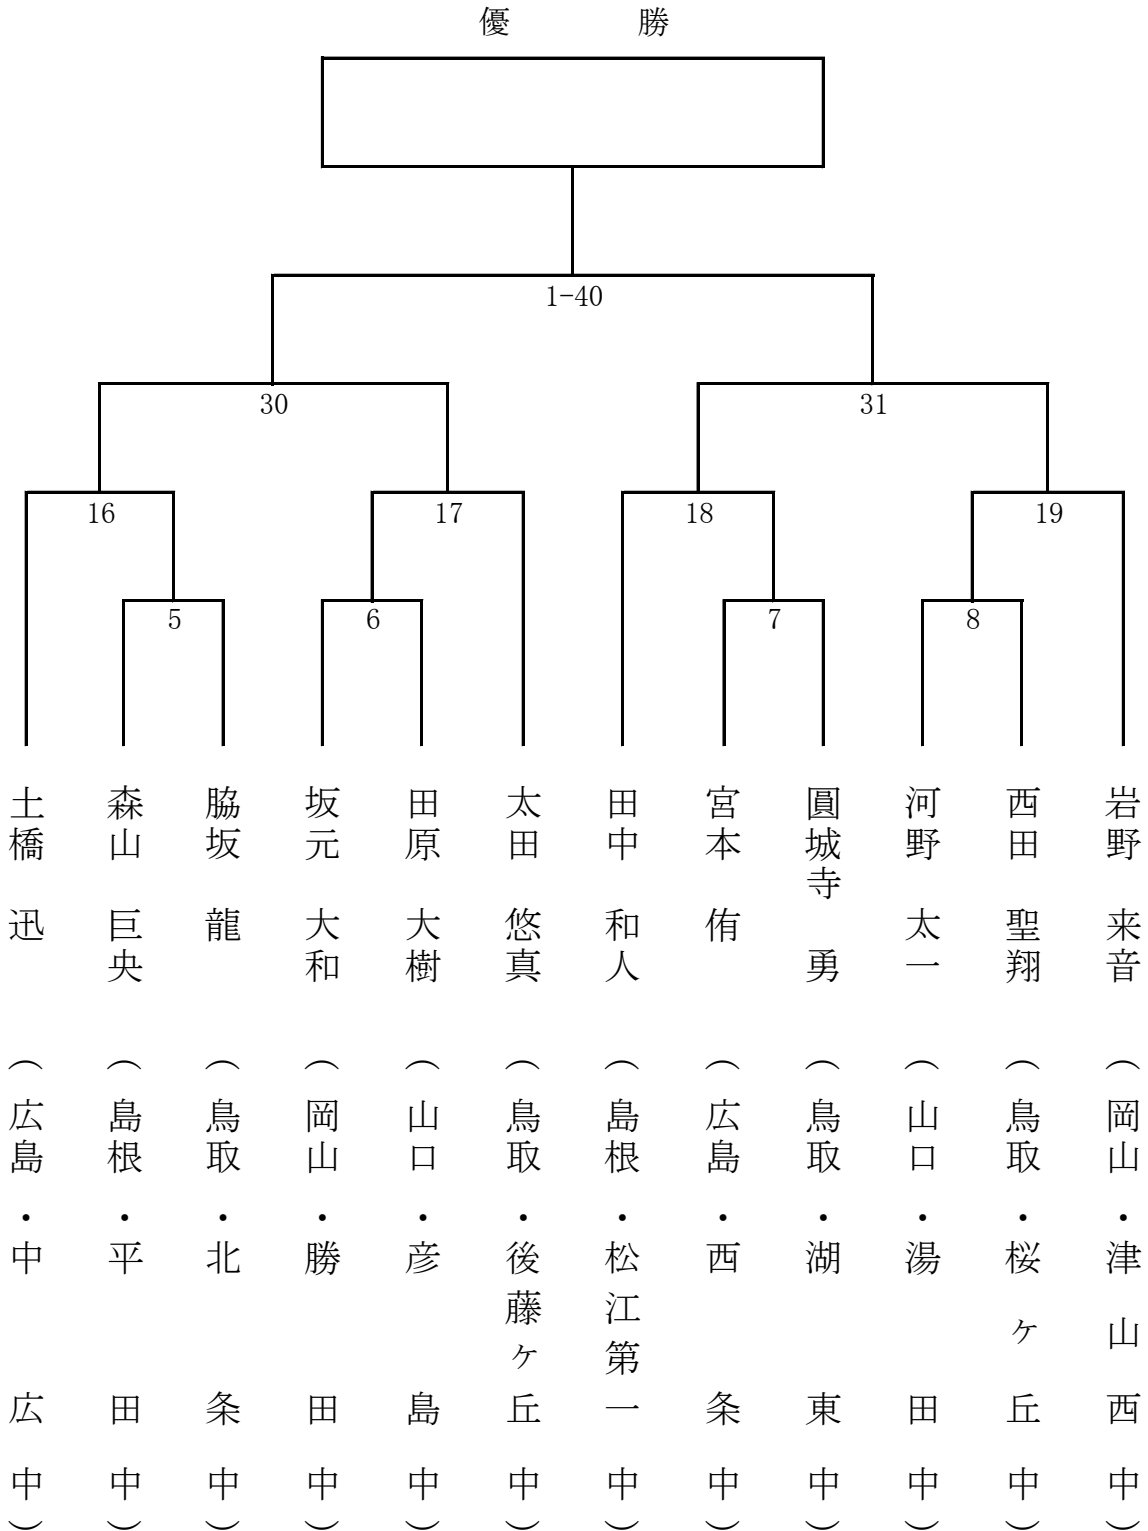 優 勝
1-40
30
31
16
17
18
19
5
6
7
8
土橋 迅 （広島・中広中）
森山 巨央 （島根・平田中）
脇坂 龍 （鳥取・北条中）
坂元 大和 （岡山・勝田中）
田原 大樹 （山口・彦島中）
太田 悠真 （鳥取・後藤ヶ丘中）
田中 和人 （島根・松江第一中）
宮本 侑 （広島・西条中）
圓城寺 勇 （鳥取・湖東中）
河野 太一 （山口・湯田中）
西田 聖翔 （鳥取・桜ヶ丘中）
岩野 来音 （岡山・津山西中）